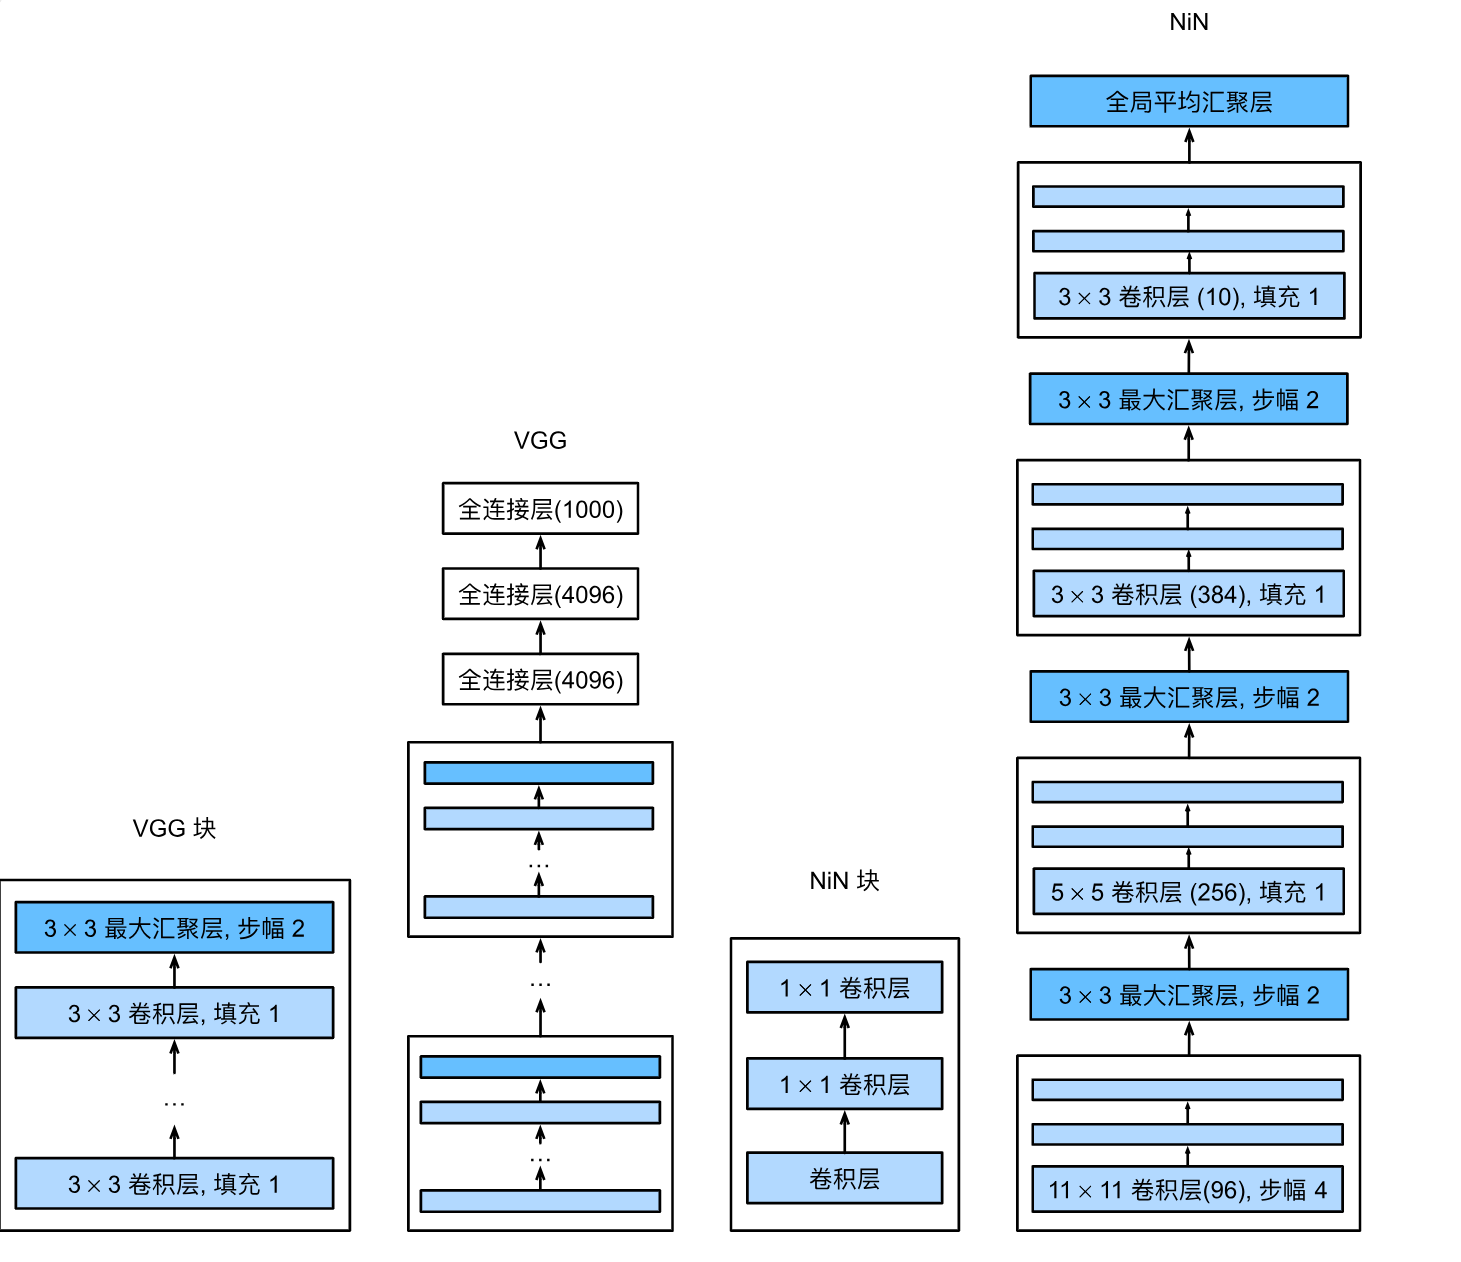 VGG 块
3 × 3 最大汇聚层, 步幅 2
3 × 3 卷积层, 填充 1
...
3 × 3 卷积层, 填充 1
VGG
全连接层(1000)
全连接层(4096)
全连接层(4096)
...
...
...
NiN 块
1 × 1 卷积层
1 × 1 卷积层
卷积层
NiN
全局平均汇聚层
3 × 3 卷积层 (10), 填充 1
3 × 3 最大汇聚层, 步幅 2
3 × 3 卷积层 (384), 填充 1
3 × 3 最大汇聚层, 步幅 2
5 × 5 卷积层 (256), 填充 1
3 × 3 最大汇聚层, 步幅 2
11 × 11 卷积层(96), 步幅 4